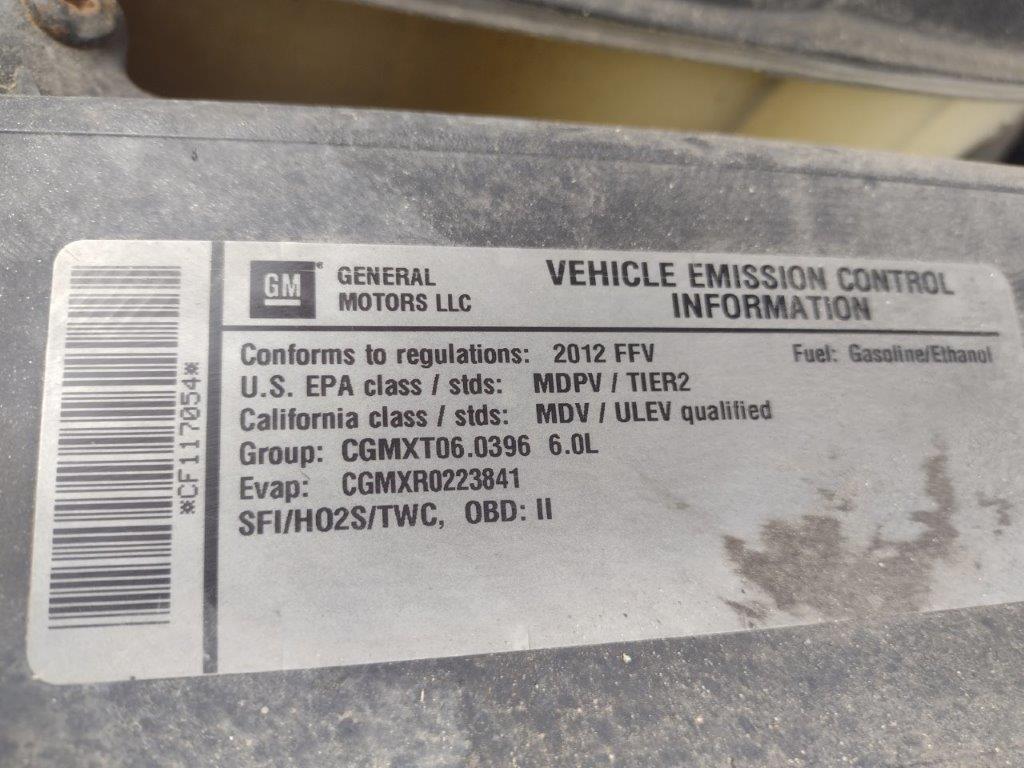 GM
GENERAL
MOTORS LLC
VEHICLE EMISSION CONTROL
INFORMATION
Conforms to regulations: 2012 FFV Fuel: Gasoline/Ethanol
U.S. EPA class / stds: MDPV / TIER2
California class / stds: MDV / ULEV qualified
Group: CGMXT06.0396 6.0L
Evap: CGMXR0223841
SFI/HO2S/TWC, OBD: II
*CF117054*